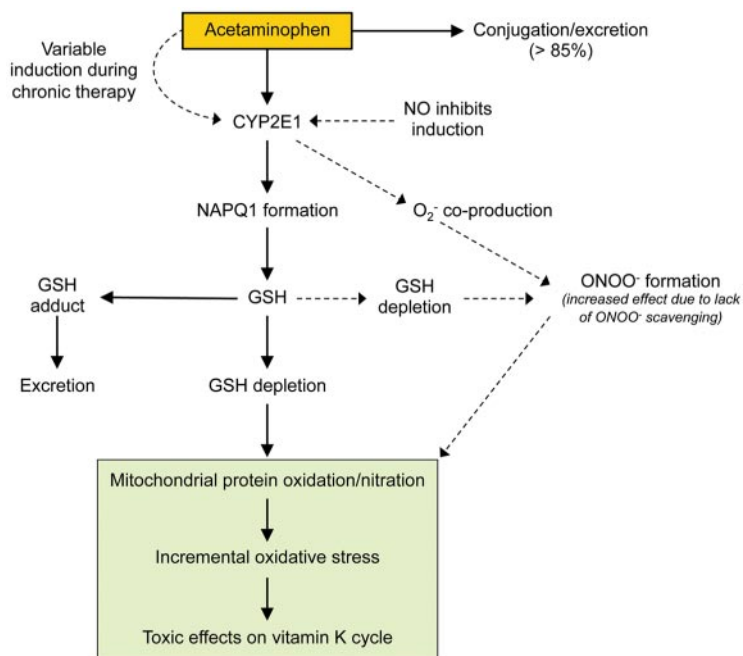 Acetaminophen
Conjugation/excretion
(> 85%)
Variable
induction during
chronic therapy
CYP2E1
NO inhibits
induction
NAPQ1 formation
O₂⁻ co-production
GSH
adduct
GSH
GSH
depletion
ONOO⁻ formation
(increased effect due to lack
of ONOO⁻ scavenging)
Excretion
GSH depletion
Mitochondrial protein oxidation/nitration
Incremental oxidative stress
Toxic effects on vitamin K cycle